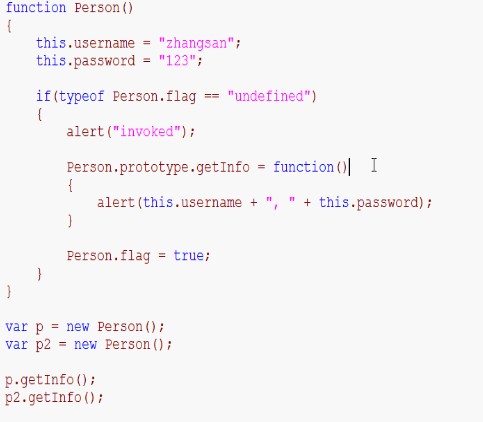 function Person()
{
    this.username = "zhangsan";
    this.password = "123";

    if(typeof Person.flag == "undefined")
    {
        alert("invoked");

        Person.prototype.getInfo = function()
        {
            alert(this.username + ", " + this.password);
        }

        Person.flag = true;
    }
}

var p = new Person();
var p2 = new Person();

p.getInfo();
p2.getInfo();